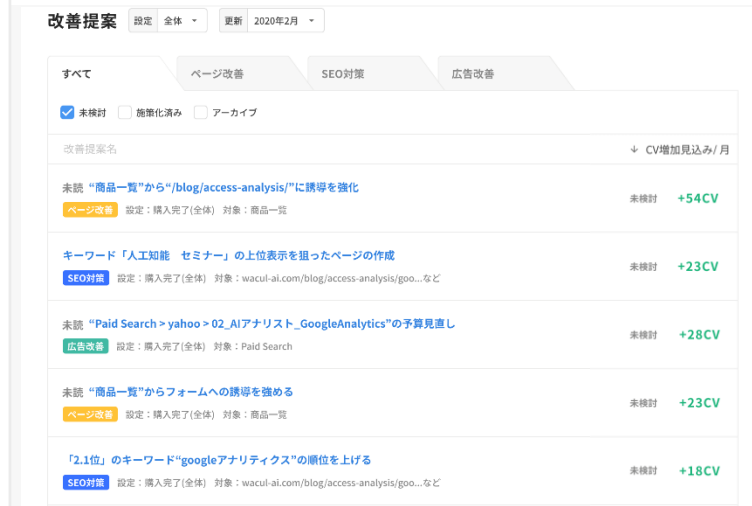 改善提案 設定 全体 更新 2020年2月
すべて ページ改善 SEO対策 広告改善
未検討 施策化済み アーカイブ
改善提案名 ↓ CV増加見込み/月
未読 “商品一覧”から“/blog/access-analysis/”に誘導を強化
ページ改善 設定：購入完了(全体) 対象：商品一覧 未検討 +54CV
キーワード「人工知能　セミナー」の上位表示を狙ったページの作成
SEO対策 設定：購入完了(全体) 対象：wacul-ai.com/blog/access-analysis/goo...など 未検討 +23CV
未読 “Paid Search > yahoo > 02_AIアナリスト_GoogleAnalytics”の予算見直し
広告改善 設定：購入完了(全体) 対象：Paid Search 未検討 +28CV
未読 “商品一覧”からフォームへの誘導を強める
ページ改善 設定：購入完了(全体) 対象：商品一覧 未検討 +23CV
「2.1位」のキーワード“googleアナリティクス”の順位を上げる
SEO対策 設定：購入完了(全体) 対象：wacul-ai.com/blog/access-analysis/goo...など 未検討 +18CV